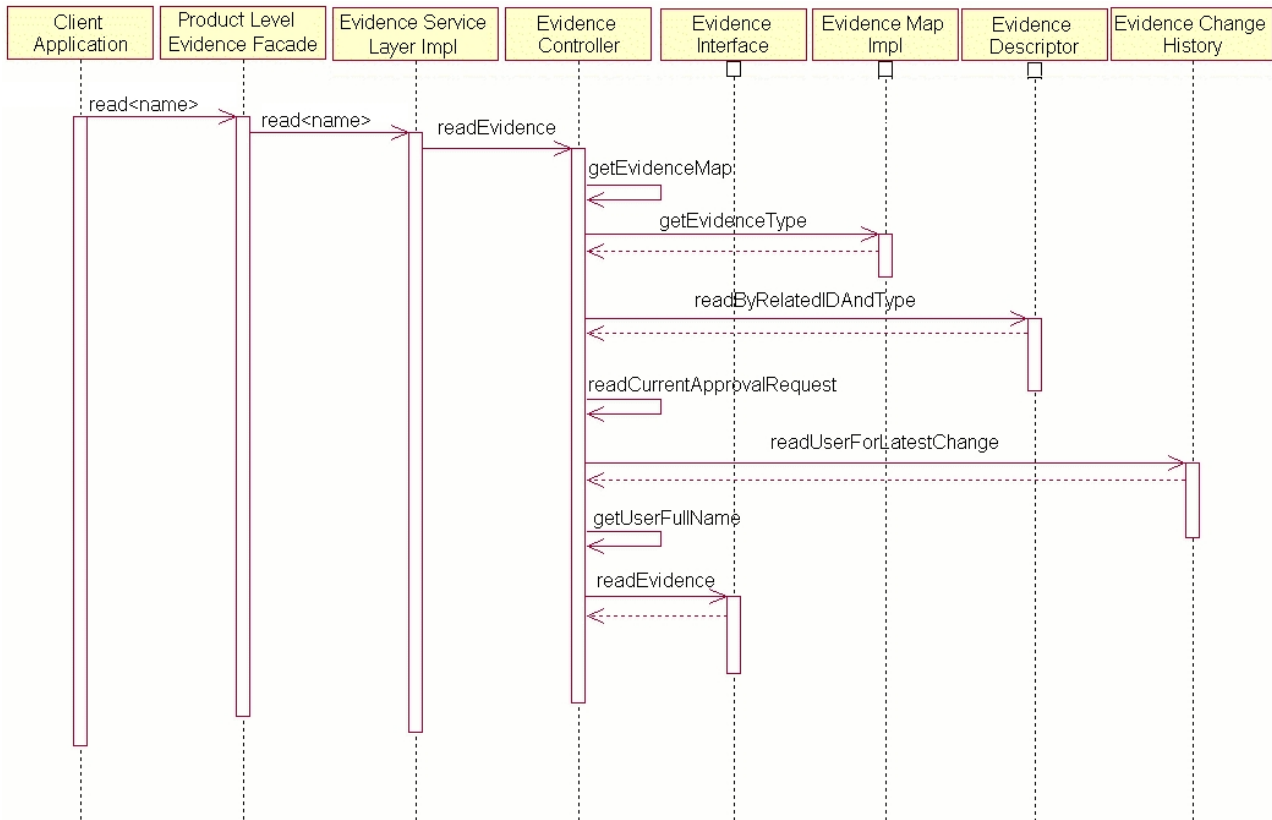 Client
Application
Product Level
Evidence Facade
Evidence Service
Layer Impl
Evidence
Controller
Evidence
Interface
Evidence Map
Impl
Evidence
Descriptor
Evidence Change
History
read<name>
read<name>
readEvidence
getEvidenceMap
getEvidenceType
readByRelatedIDAndType
readCurrentApprovalRequest
readUserForLatestChange
getUserFullName
readEvidence